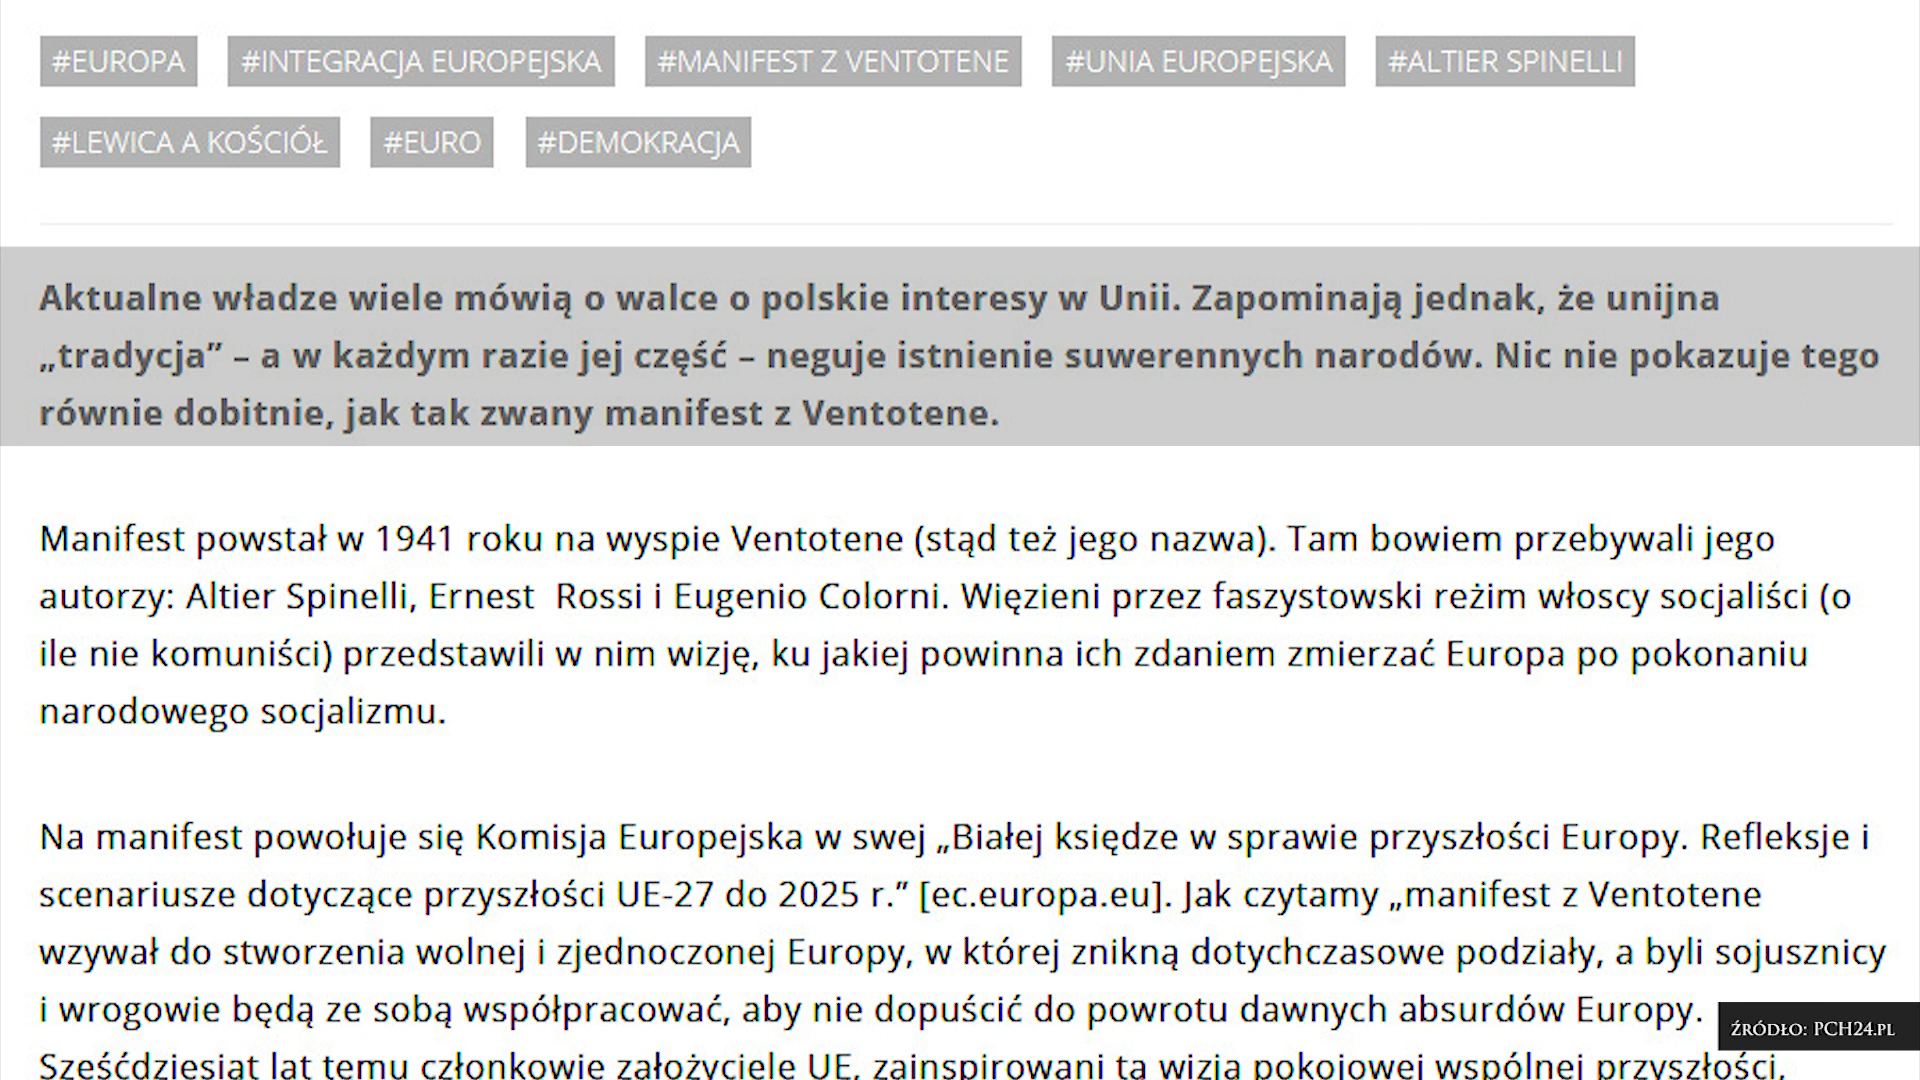 #EUROPA #INTEGRACJA EUROPEJSKA #MANIFEST Z VENTOTENE #UNIA EUROPEJSKA #ALTIER SPINELLI
#LEWICA A KOŚCIÓŁ #EURO #DEMOKRACJA
Aktualne władze wiele mówią o walce o polskie interesy w Unii. Zapominają jednak, że unijna
„tradycja” – a w każdym razie jej część – neguje istnienie suwerennych narodów. Nic nie pokazuje tego
równie dobitnie, jak tak zwany manifest z Ventotene.
Manifest powstał w 1941 roku na wyspie Ventotene (stąd też jego nazwa). Tam bowiem przebywali jego
autorzy: Altier Spinelli, Ernest  Rossi i Eugenio Colorni. Więzieni przez faszystowski reżim włoscy socjaliści (o
ile nie komuniści) przedstawili w nim wizję, ku jakiej powinna ich zdaniem zmierzać Europa po pokonaniu
narodowego socjalizmu.
Na manifest powołuje się Komisja Europejska w swej „Białej księdze w sprawie przyszłości Europy. Refleksje i
scenariusze dotyczące przyszłości UE-27 do 2025 r.” [ec.europa.eu]. Jak czytamy „manifest z Ventotene
wzywał do stworzenia wolnej i zjednoczonej Europy, w której znikną dotychczasowe podziały, a byli sojusznicy
i wrogowie będą ze sobą współpracować, aby nie dopuścić do powrotu dawnych absurdów Europy.
Sześćdziesiąt lat temu członkowie założyciele UE, zainspirowani tą wizją pokojowej wspólnej przyszłości,
ŹRÓDŁO: PCH24.PL